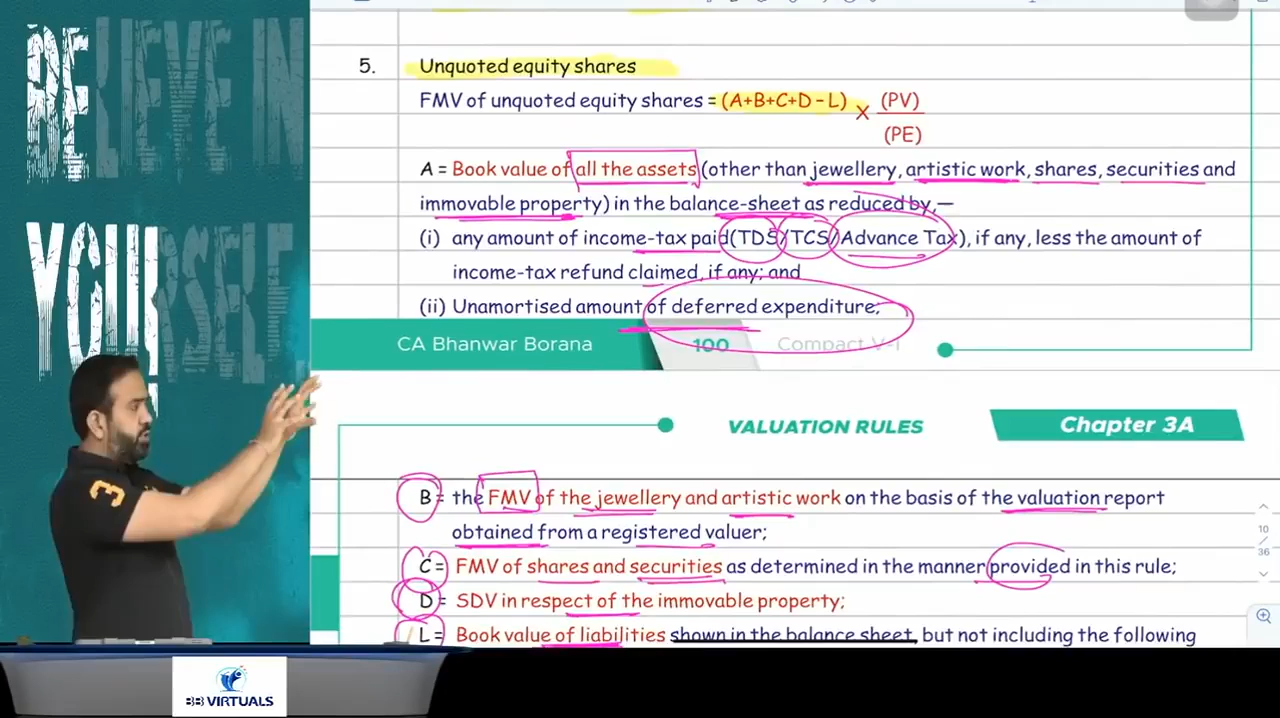 BELIEVE IN
YOURSELF
5. Unquoted equity shares
FMV of unquoted equity shares = (A+B+C+D – L) x (PV)
(PE)
A = Book value of all the assets (other than jewellery, artistic work, shares, securities and
immovable property) in the balance-sheet as reduced by,—
(i) any amount of income-tax paid(TDS/TCS/Advance Tax), if any, less the amount of
income-tax refund claimed, if any; and
(ii) Unamortised amount of deferred expenditure;
CA Bhanwar Borana 100 Compact
VALUATION RULES Chapter 3A
B = the FMV of the jewellery and artistic work on the basis of the valuation report
obtained from a registered valuer;
C = FMV of shares and securities as determined in the manner provided in this rule;
D = SDV in respect of the immovable property;
L = Book value of liabilities shown in the balance sheet, but not including the following
10
/
36
3
BB VIRTUALS